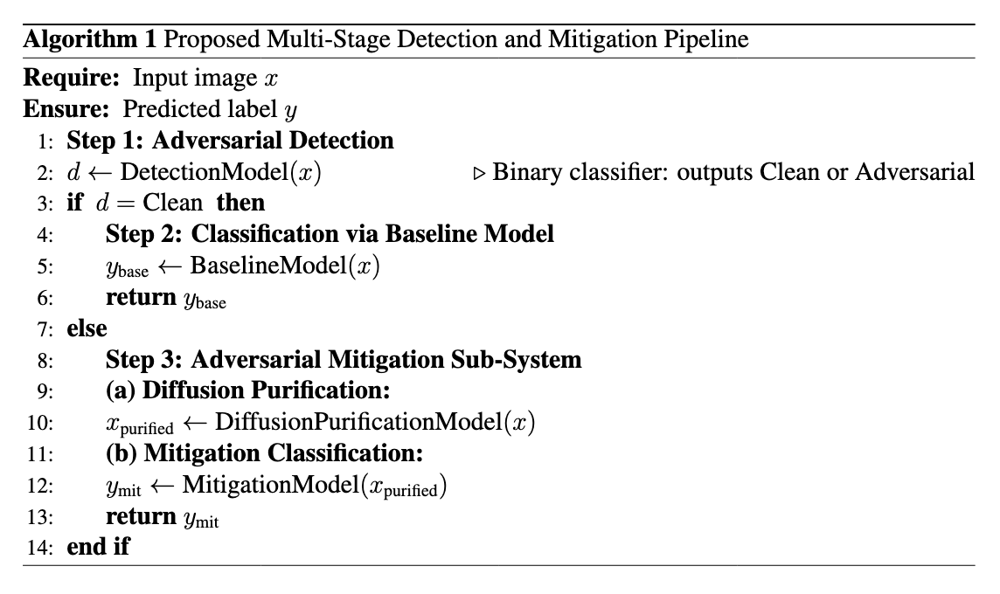 Algorithm 1 Proposed Multi-Stage Detection and Mitigation Pipeline
Require: Input image x
Ensure: Predicted label y
1: Step 1: Adversarial Detection
2: d ← DetectionModel(x) ▷ Binary classifier: outputs Clean or Adversarial
3: if d = Clean then
4: Step 2: Classification via Baseline Model
5: y_base ← BaselineModel(x)
6: return y_base
7: else
8: Step 3: Adversarial Mitigation Sub-System
9: (a) Diffusion Purification:
10: x_purified ← DiffusionPurificationModel(x)
11: (b) Mitigation Classification:
12: y_mit ← MitigationModel(x_purified)
13: return y_mit
14: end if